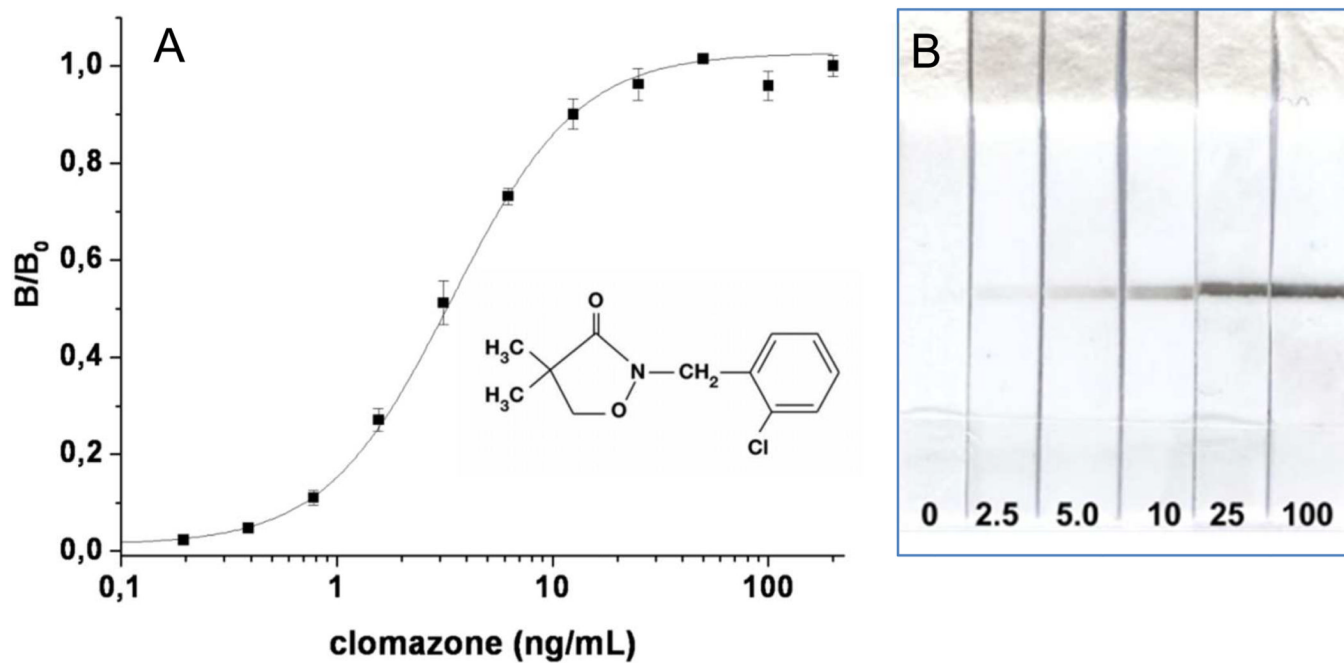 A
B/B₀
1,0
0,8
0,6
0,4
0,2
0,0
0,1
1
10
100
clomazone (ng/mL)
O
H₃C
H₃C
N
CH₂
O
Cl
B
0 2.5 5.0 10 25 100